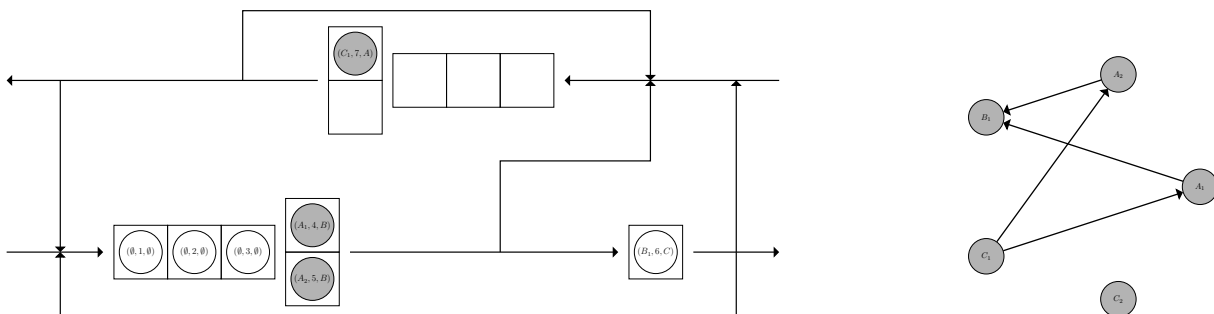 (C₁, 7, A)
(∅, 1, ∅) (∅, 2, ∅) (∅, 3, ∅) (A₁, 4, B)
(A₂, 5, B)
(B₁, 6, C)
A₂
B₁
A₁
C₁
C₂